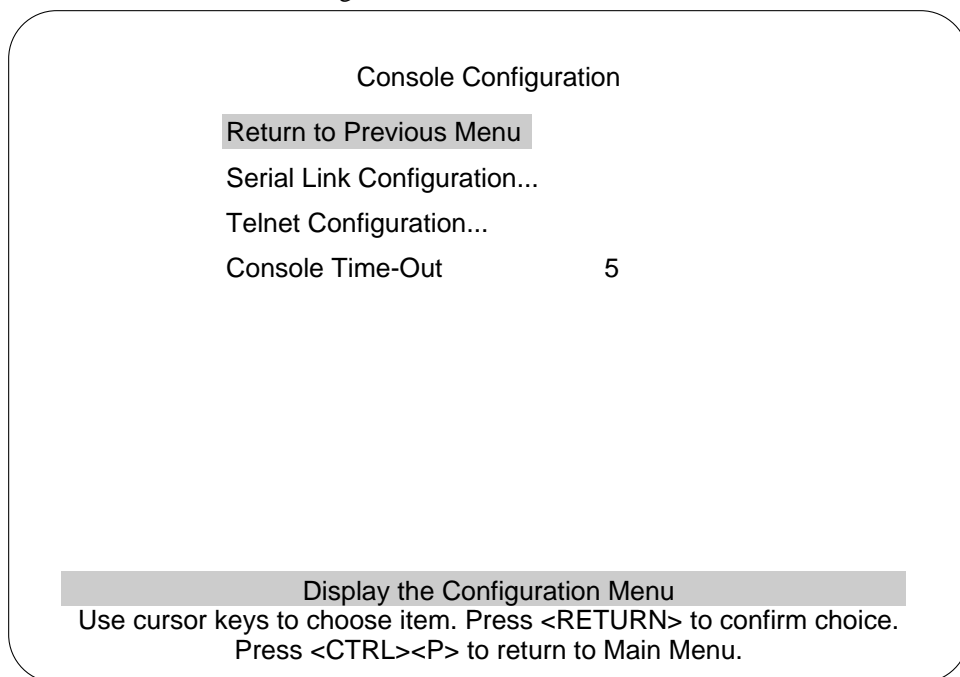 Console Configuration
Return to Previous Menu
Serial Link Configuration...
Telnet Configuration...
Console Time-Out 5
Display the Configuration Menu
Use cursor keys to choose item. Press <RETURN> to confirm choice.
Press <CTRL><P> to return to Main Menu.